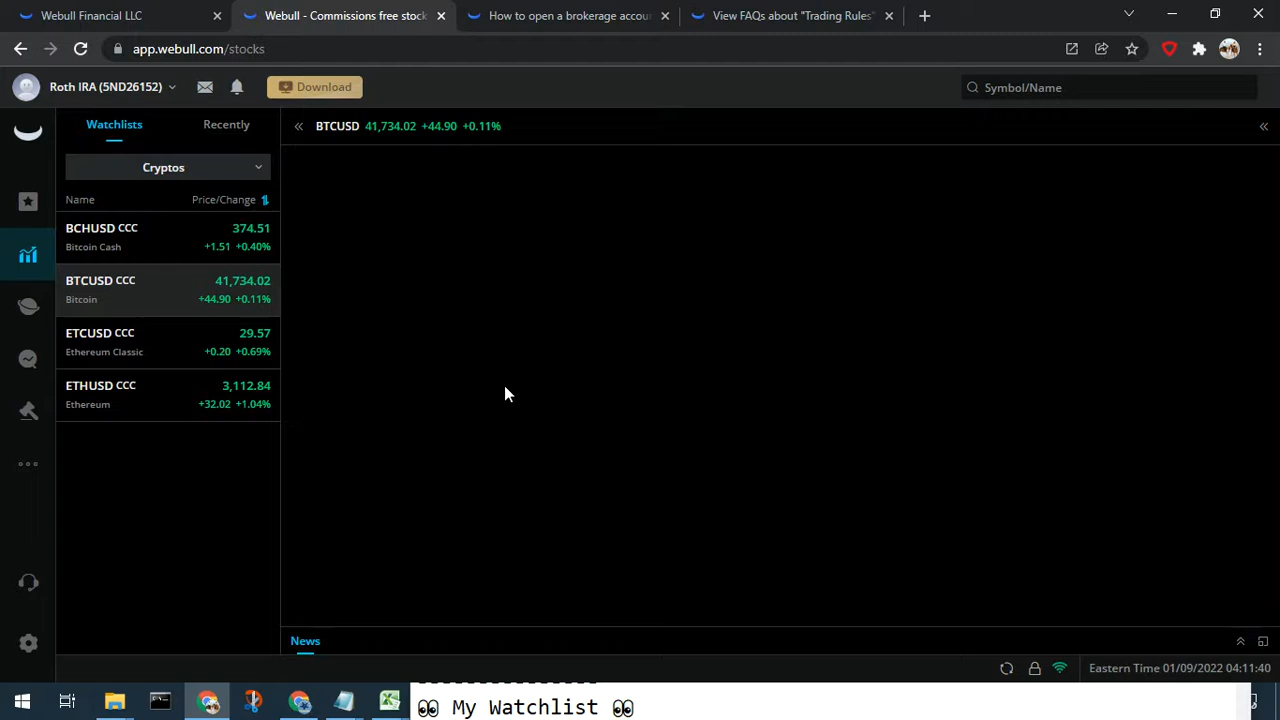 Webull Financial LLC
Webull - Commissions free stock
How to open a brokerage accou
View FAQs about "Trading Rules"
app.webull.com/stocks
Roth IRA (5ND26152)
Download
Symbol/Name
Watchlists Recently
BTCUSD 41,734.02 +44.90 +0.11%
Cryptos
Name Price/Change
BCHUSD CCC 374.51
Bitcoin Cash +1.51 +0.40%
BTCUSD CCC 41,734.02
Bitcoin +44.90 +0.11%
ETCUSD CCC 29.57
Ethereum Classic +0.20 +0.69%
ETHUSD CCC 3,112.84
Ethereum +32.02 +1.04%
News
Eastern Time 01/09/2022 04:11:40
My Watchlist